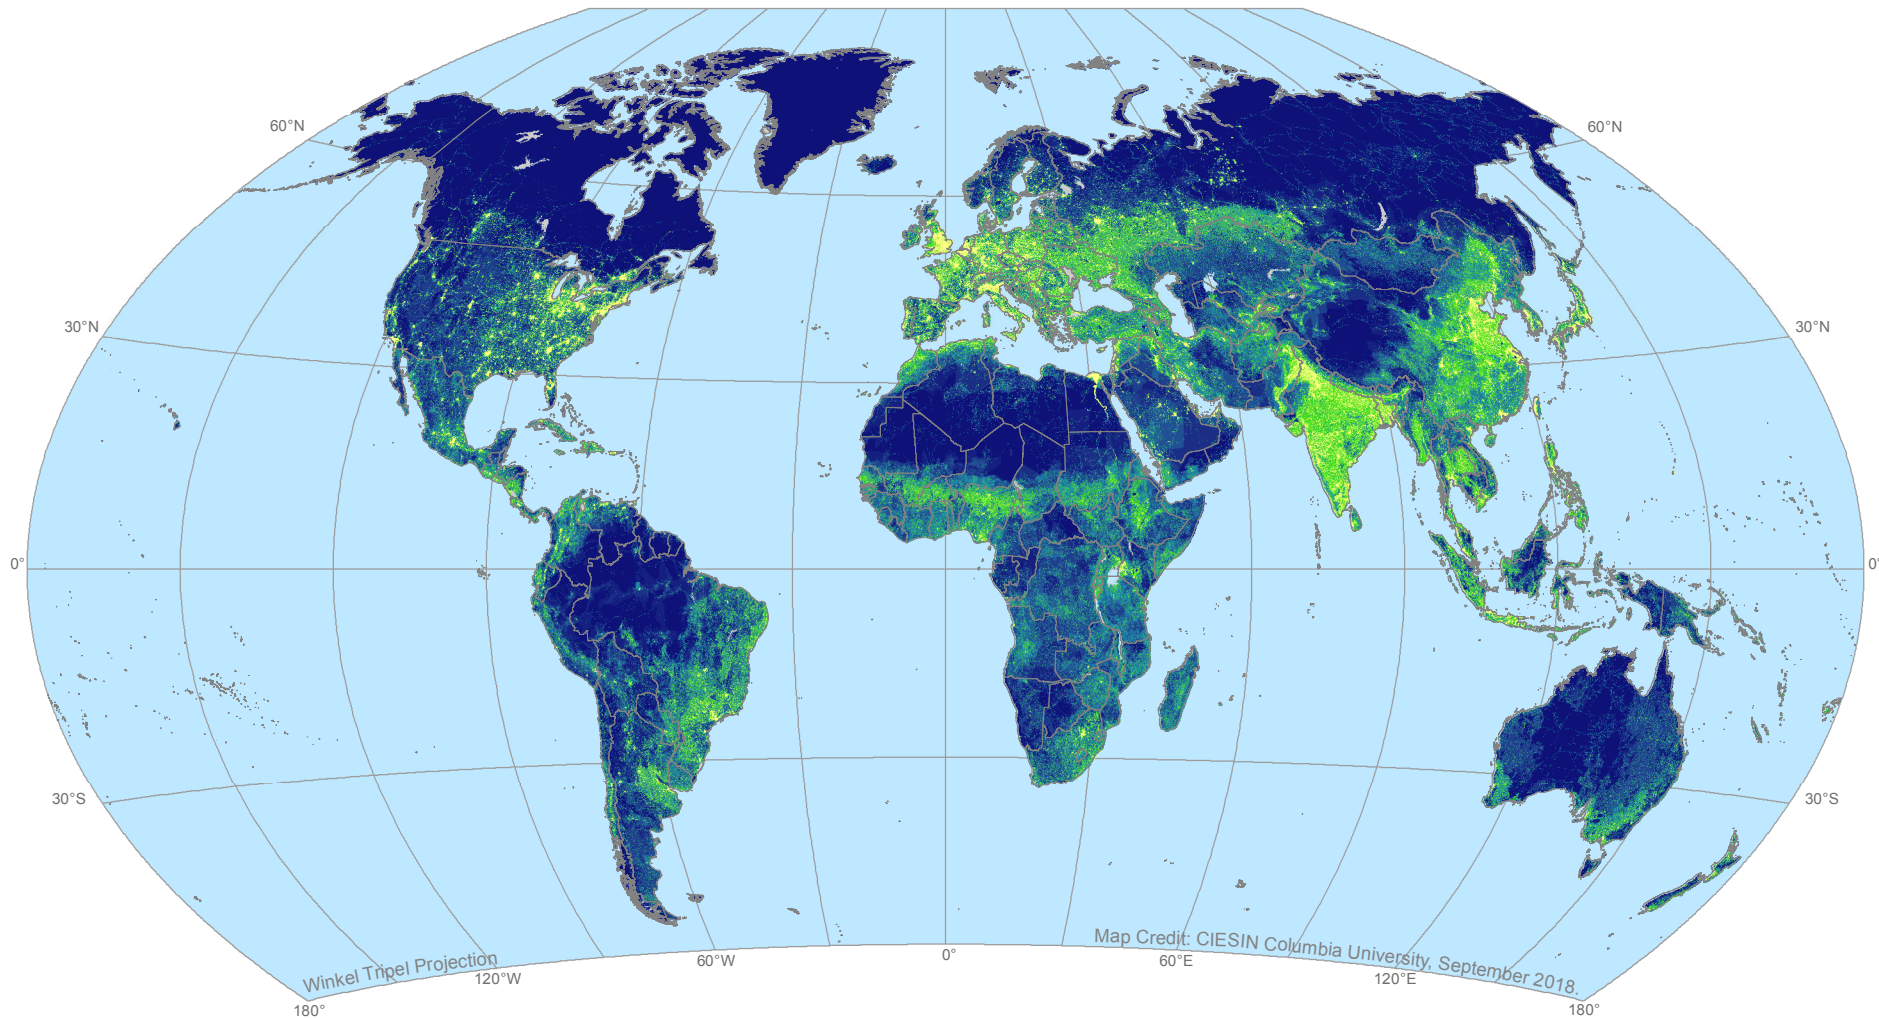 60°N
60°N
30°N
30°N
0°
0°
30°S
30°S
Map Credit: CIESIN Columbia University, September 2018.
Winkel Tripel Projection
60°W
0°
60°E
120°W
120°E
180°
180°